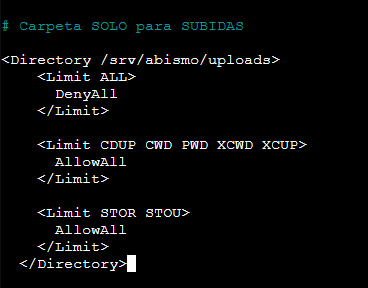 # Carpeta SOLO para SUBIDAS
<Directory /srv/abismo/uploads>
<Limit ALL>
DenyAll
</Limit>
<Limit CDUP CWD PWD XCWD XCUP>
AllowAll
</Limit>
<Limit STOR STOU>
AllowAll
</Limit>
</Directory>